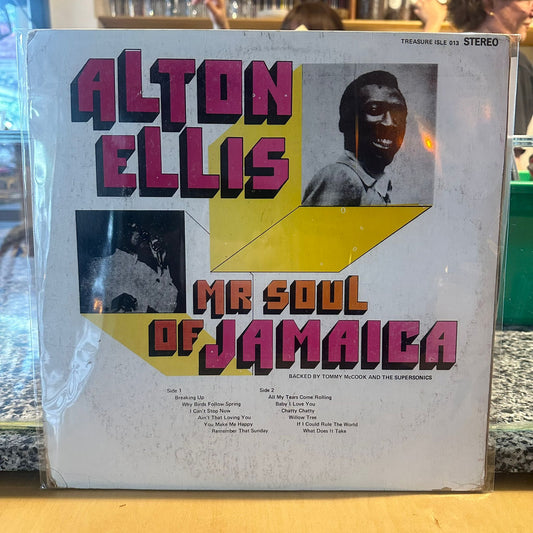 TREASURE ISLE 013 STEREO
ALTON
ELLIS
MR SOUL
OF JAMAICA
BACKED BY TOMMY McCOOK AND THE SUPERSONICS
Side 1
Breaking Up
Why Birds Follow Spring
I Can't Stop Now
Ain't That Loving You
You Make Me Happy
Remember That Sunday
Side 2
All My Tears Come Rolling
Baby I Love You
Chatty Chatty
Willow Tree
If I Could Rule The World
What Does It Take